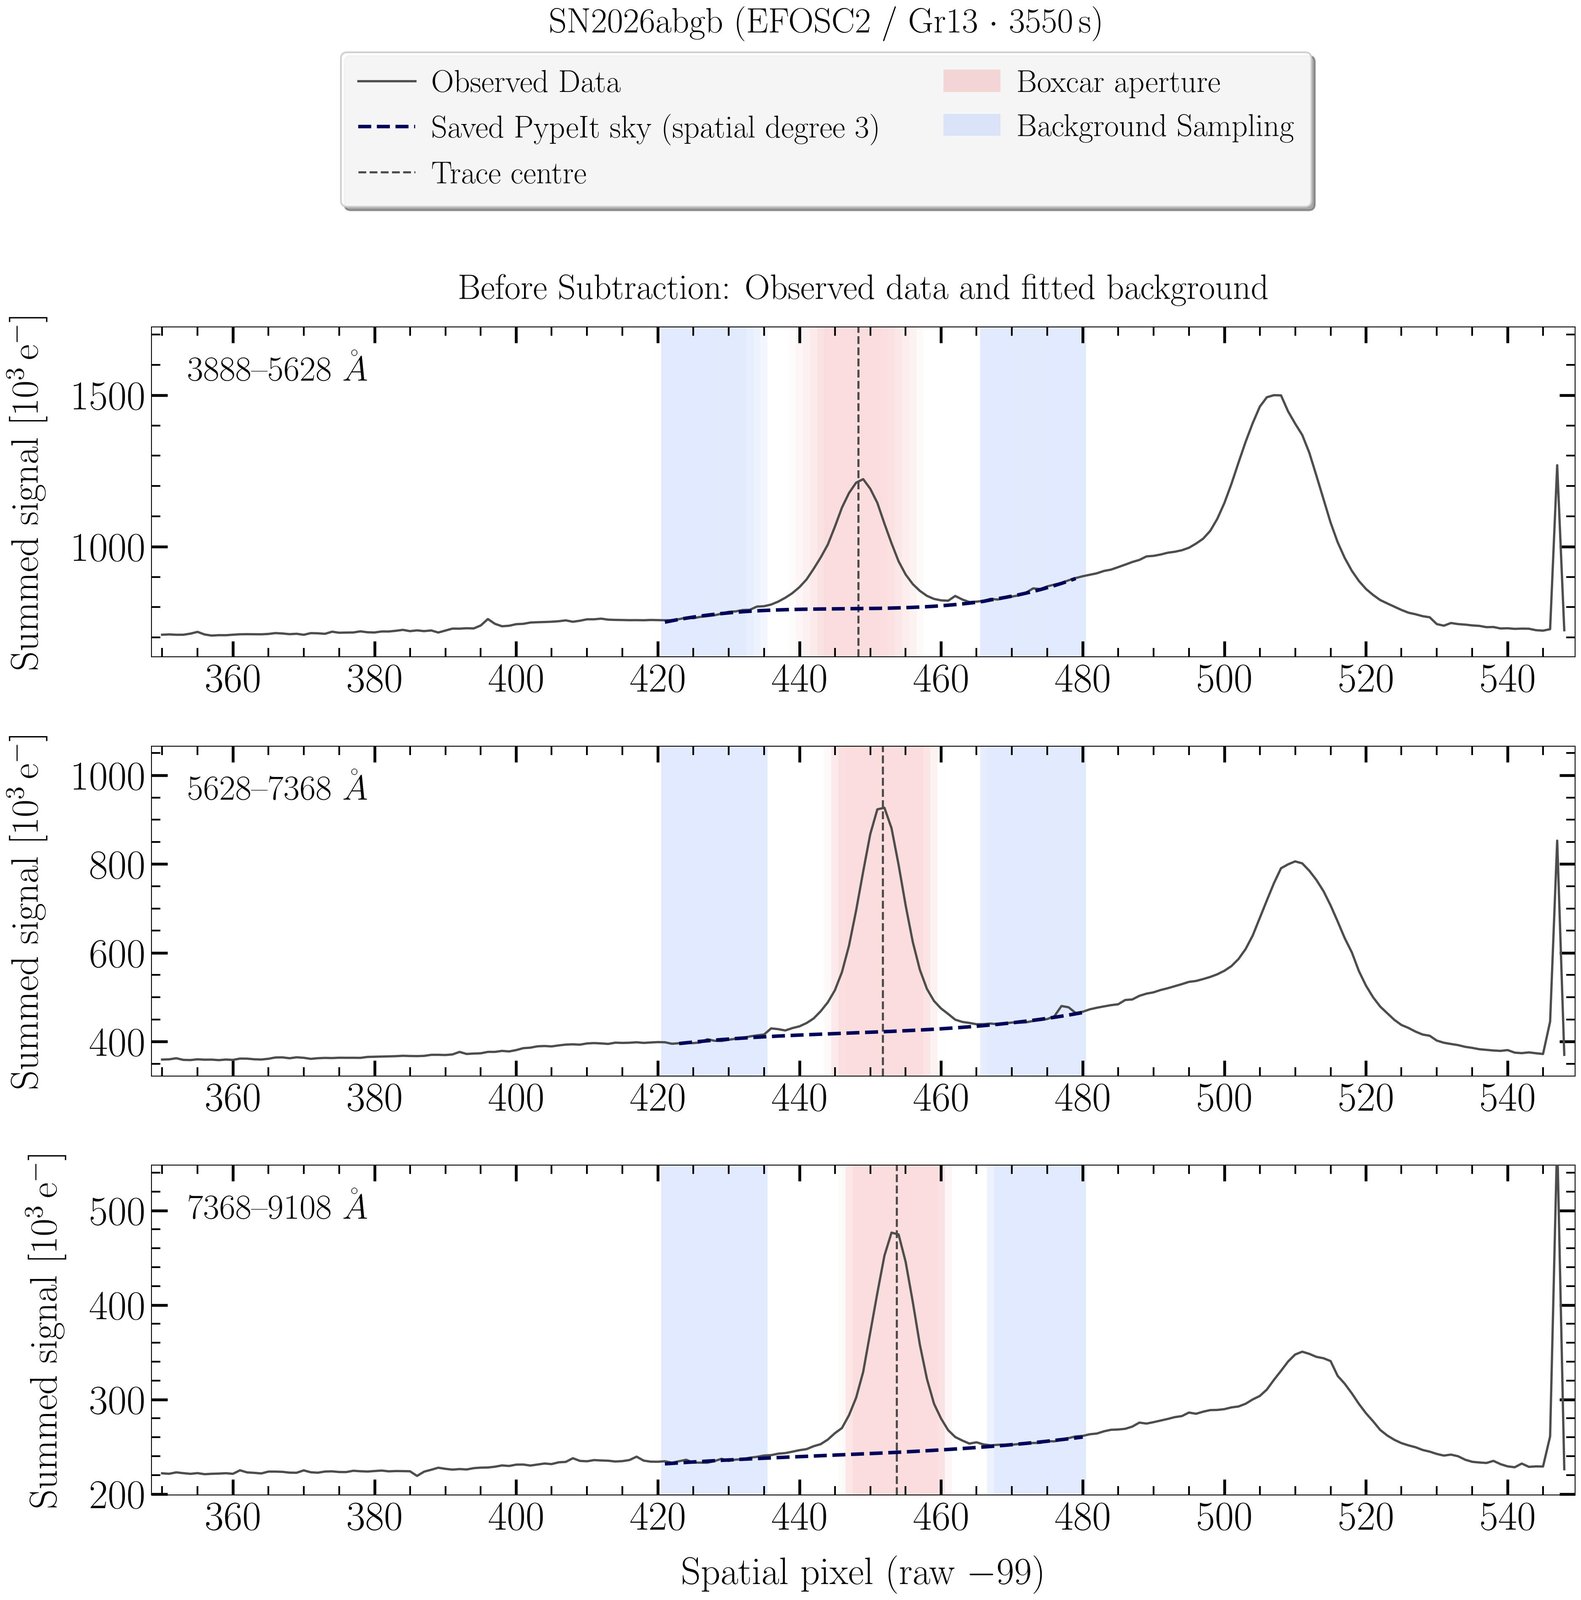 SN2026abgb (EFOSC2 / Gr13 · 3550 s)
Observed Data
Saved PypeIt sky (spatial degree 3)
Trace centre
Boxcar aperture
Background Sampling
Before Subtraction: Observed data and fitted background
Summed signal [10³ e⁻]
3888–5628 Å
1500
1000
360 380 400 420 440 460 480 500 520 540
Summed signal [10³ e⁻]
5628–7368 Å
1000
800
600
400
360 380 400 420 440 460 480 500 520 540
Summed signal [10³ e⁻]
7368–9108 Å
500
400
300
200
360 380 400 420 440 460 480 500 520 540
Spatial pixel (raw −99)